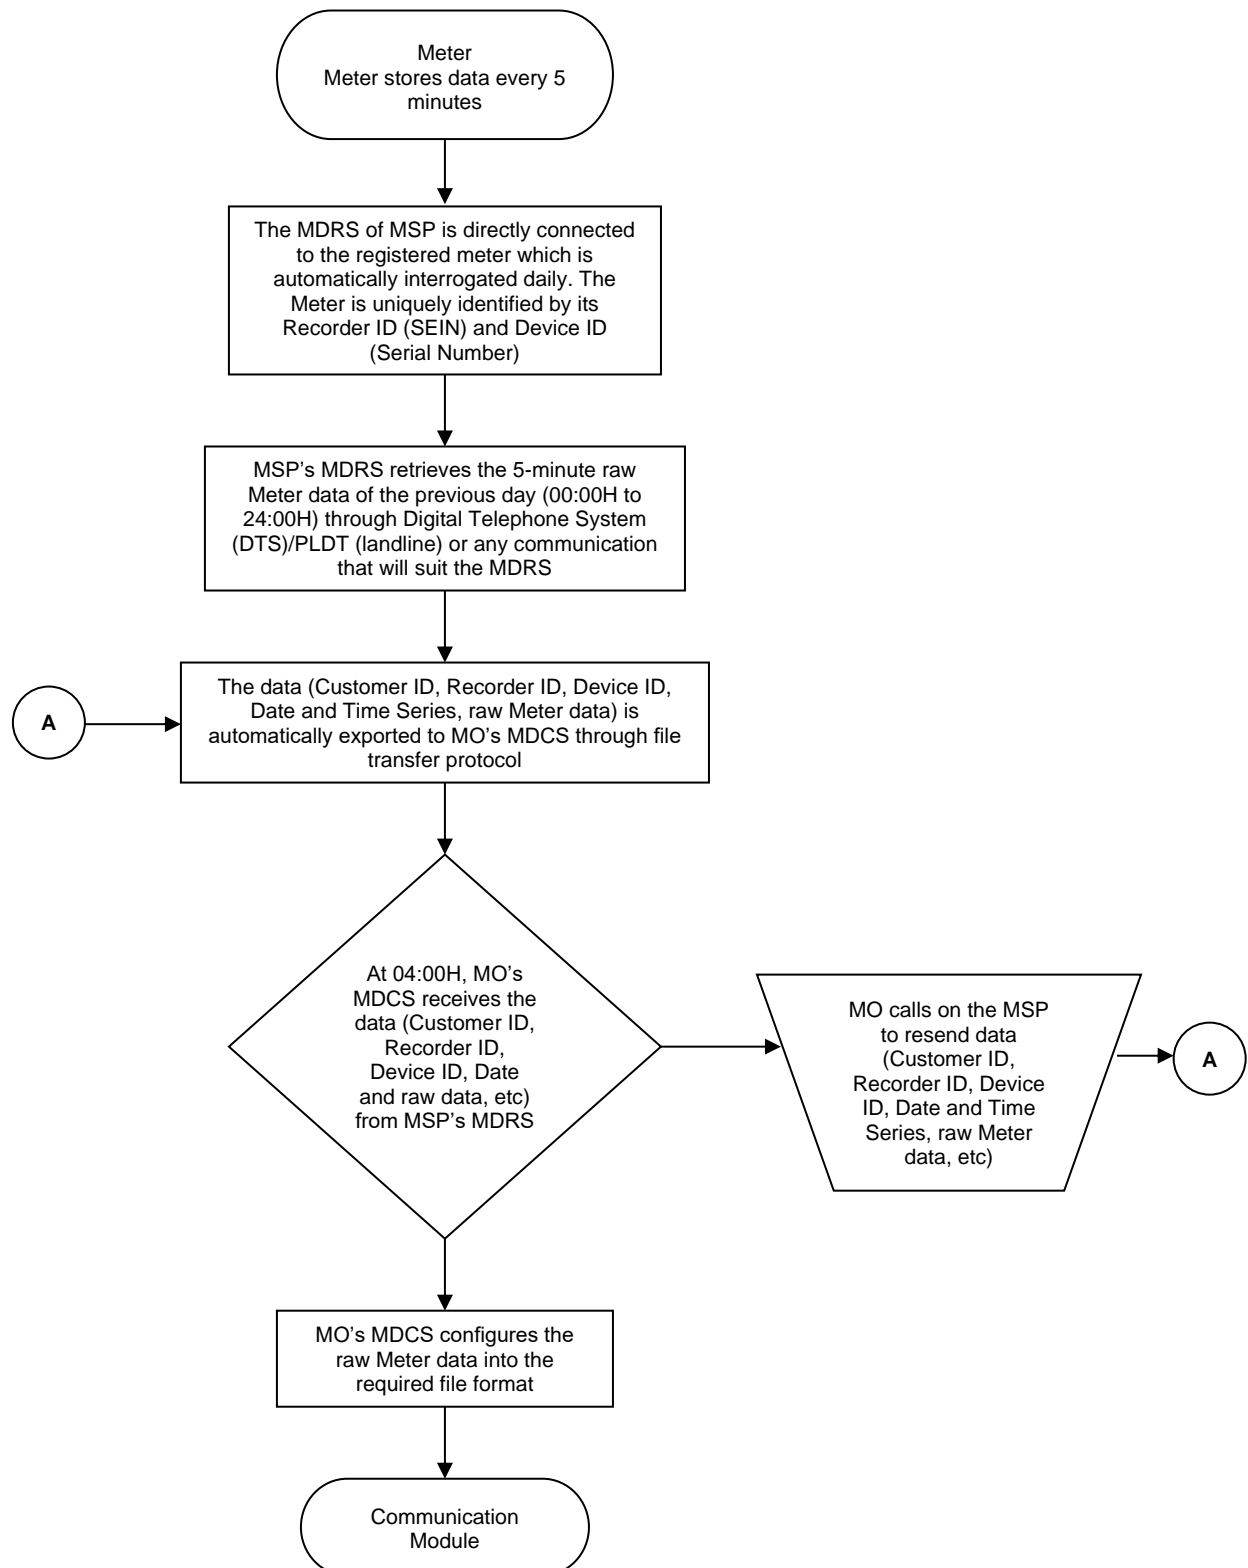 Meter
Meter stores data every 5
minutes
The MDRS of MSP is directly connected
to the registered meter which is
automatically interrogated daily. The
Meter is uniquely identified by its
Recorder ID (SEIN) and Device ID
(Serial Number)
MSP’s MDRS retrieves the 5-minute raw
Meter data of the previous day (00:00H to
24:00H) through Digital Telephone System
(DTS)/PLDT (landline) or any communication
that will suit the MDRS
A
The data (Customer ID, Recorder ID, Device ID,
Date and Time Series, raw Meter data) is
automatically exported to MO’s MDCS through file
transfer protocol
At 04:00H, MO’s
MDCS receives the
data (Customer ID,
Recorder ID,
Device ID, Date
and raw data, etc)
from MSP’s MDRS
MO calls on the MSP
to resend data
(Customer ID,
Recorder ID, Device
ID, Date and Time
Series, raw Meter
data, etc)
A
MO’s MDCS configures the
raw Meter data into the
required file format
Communication
Module